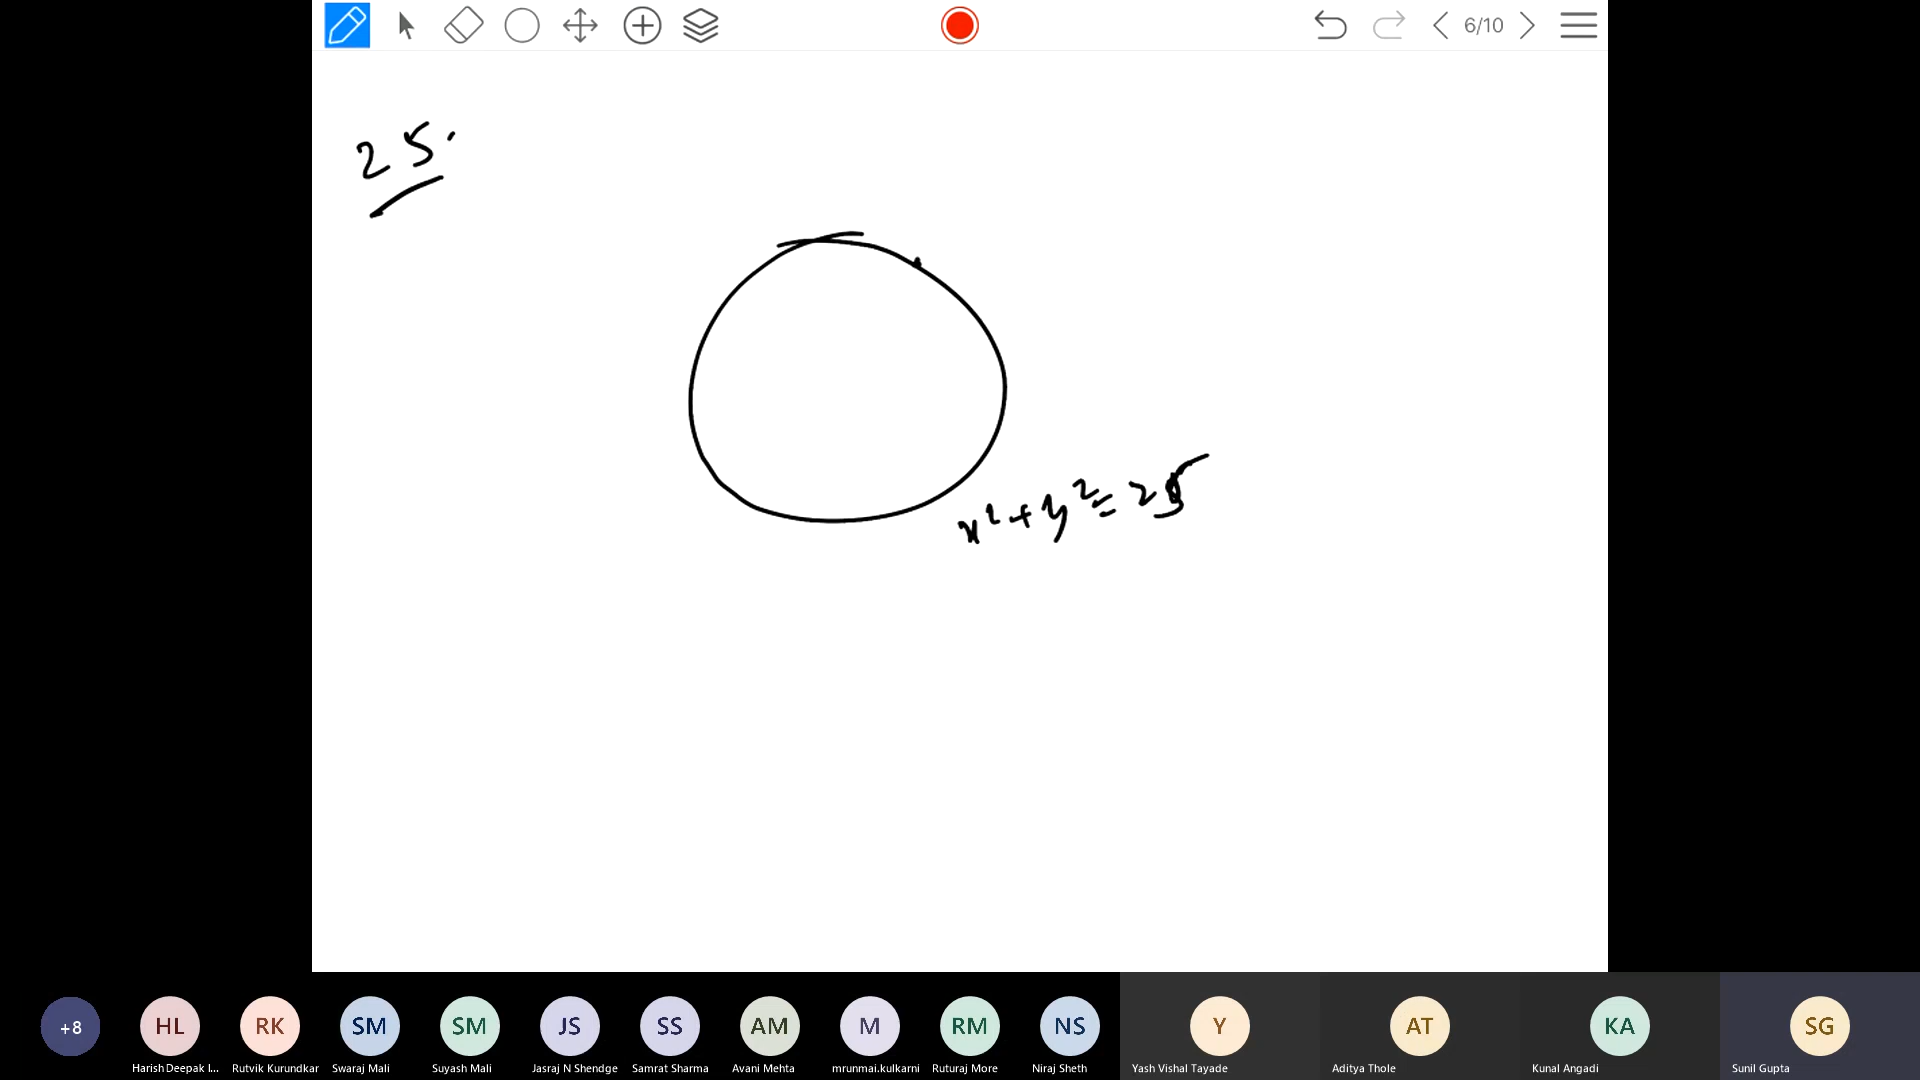 6/10
25.
x²+y²=25
+8
HL
RK
SM
SM
JS
SS
AM
M
RM
NS
Y
AT
KA
SG
Harish Deepak I...
Rutvik Kurundkar
Swaraj Mali
Suyash Mali
Jasraj N Shendge
Samrat Sharma
Avani Mehta
mrunmai.kulkarni
Ruturaj More
Niraj Sheth
Yash Vishal Tayade
Aditya Thole
Kunal Angadi
Sunil Gupta